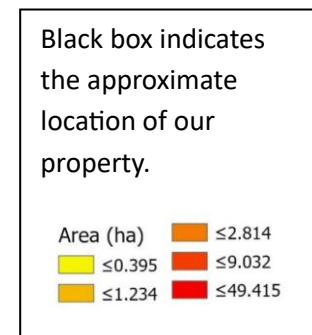 Black box indicates
the approximate
location of our
property.
Area (ha)
≤0.395
≤1.234
≤2.814
≤9.032
≤49.415